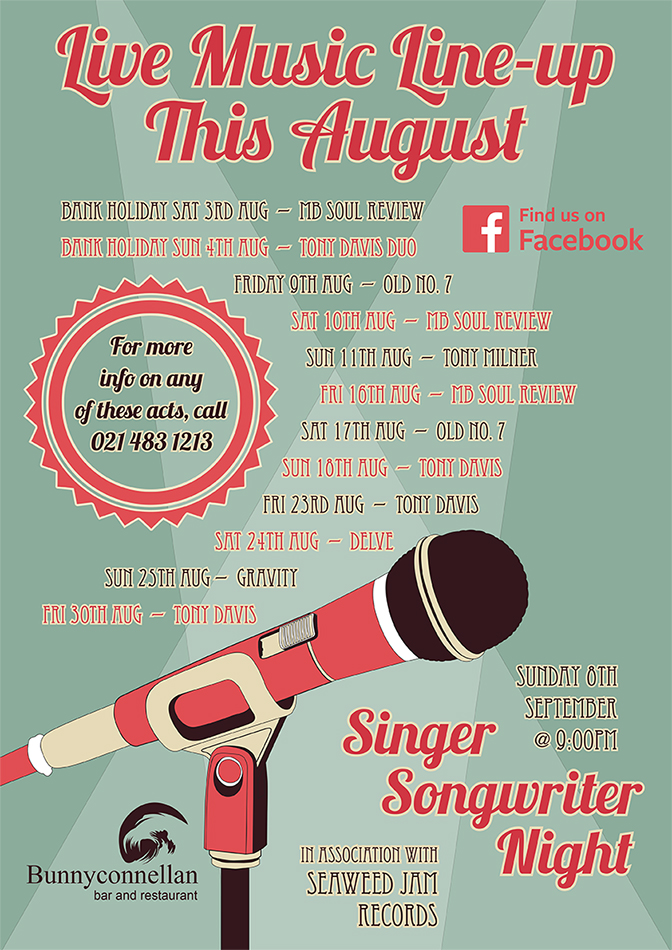 Live Music Line-up
This August
BANK HOLIDAY SAT 3RD AUG – MB SOUL REVIEW
BANK HOLIDAY SUN 4TH AUG – TONY DAVIS DUO
f Find us on
Facebook
FRIDAY 9TH AUG – OLD NO. 7
SAT 10TH AUG – MB SOUL REVIEW
SUN 11TH AUG – TONY MILNER
FRI 16TH AUG – MB SOUL REVIEW
SAT 17TH AUG – OLD NO. 7
SUN 18TH AUG – TONY DAVIS
FRI 23RD AUG – TONY DAVIS
SAT 24TH AUG – DELVE
SUN 25TH AUG – GRAVITY
FRI 30TH AUG – TONY DAVIS
For more
info on any
of these acts, call
021 483 1213
SUNDAY 8TH
SEPTEMBER
@ 9:00PM
Singer
Songwriter
Night
IN ASSOCIATION WITH
SEAWEED JAM
RECORDS
Bunnyconnellan
bar and restaurant